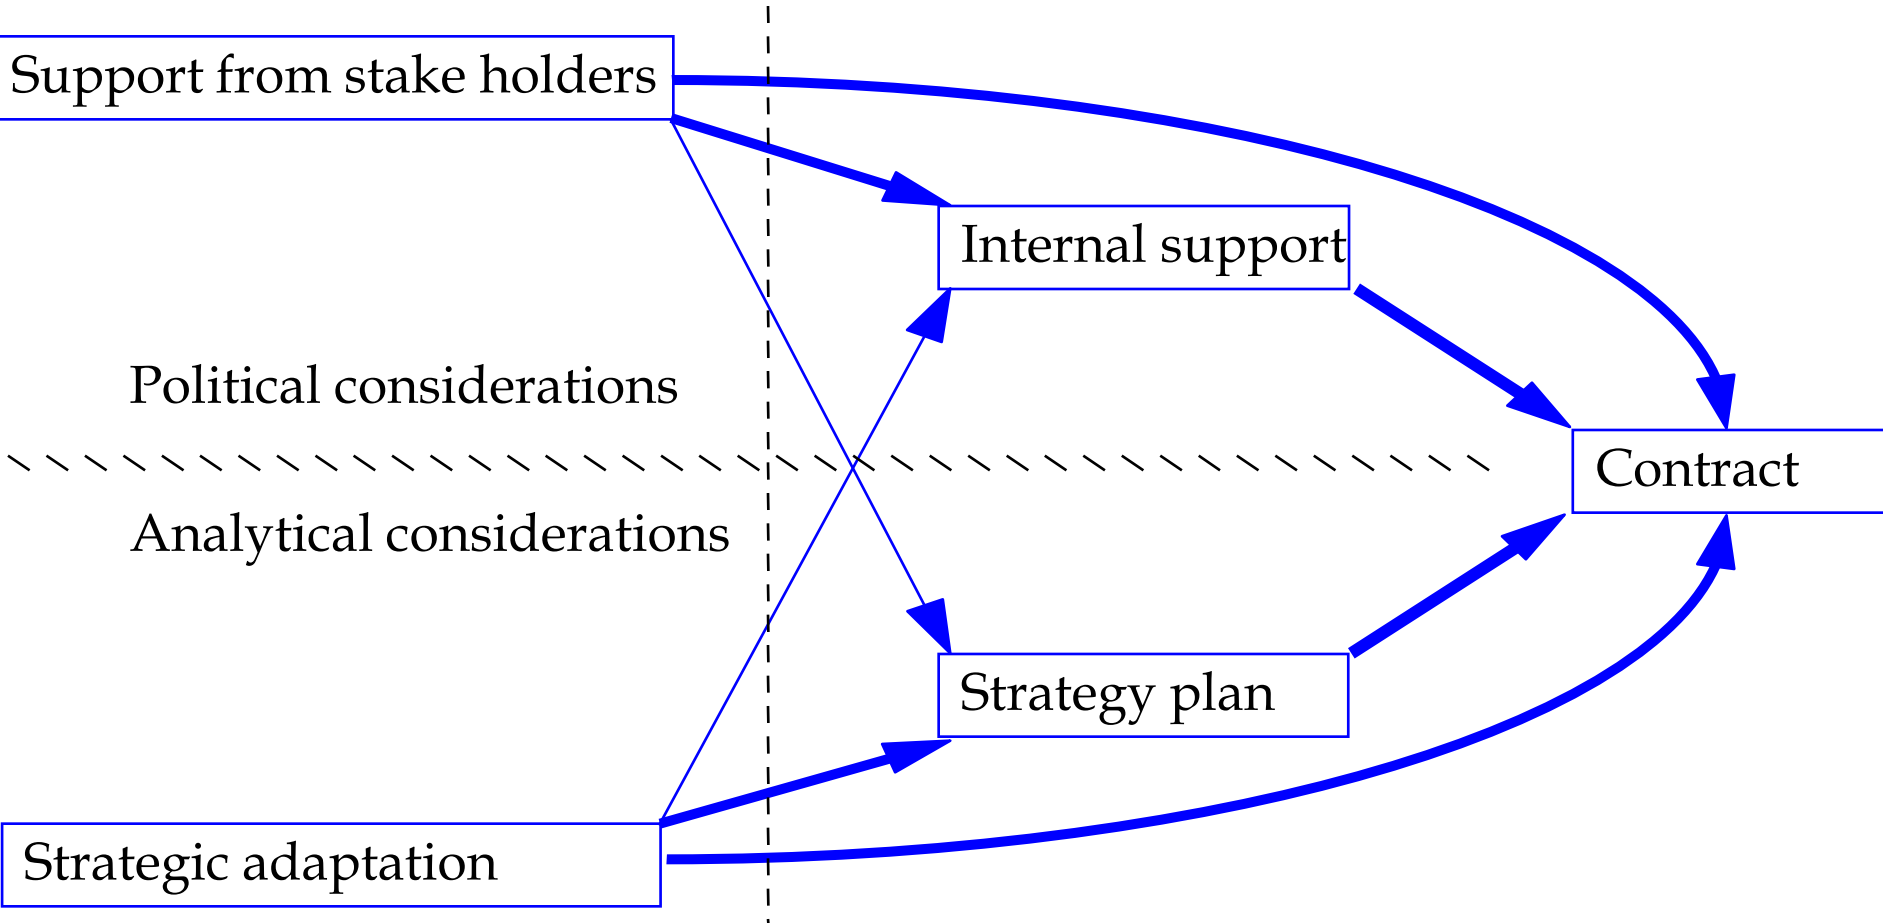 Support from stake holders
Internal support
Political considerations
Contract
Analytical considerations
Strategy plan
Strategic adaptation